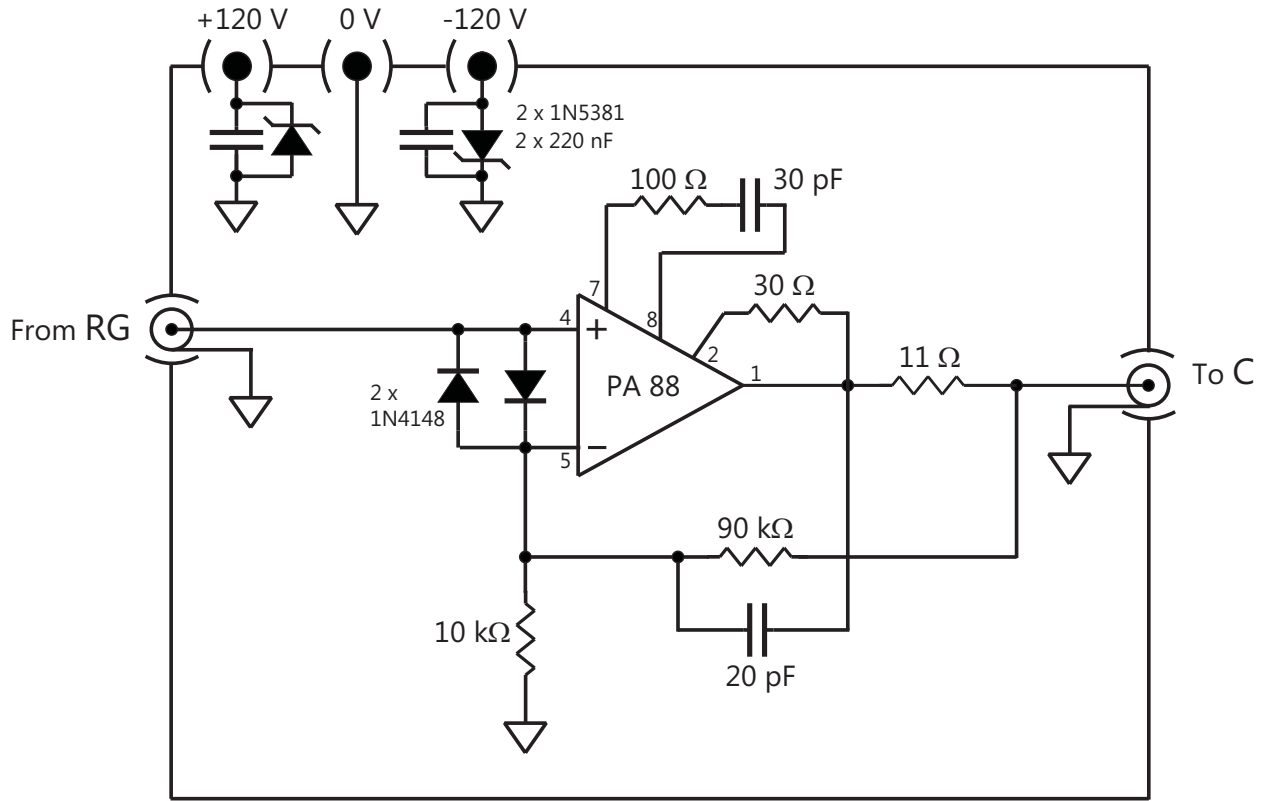 +120 V
0 V
-120 V
2 x 1N5381
2 x 220 nF
100 Ω
30 pF
7
30 Ω
From RG
4
+
8
2
2 x
1N4148
PA 88
1
11 Ω
To C
5
−
90 kΩ
10 kΩ
20 pF